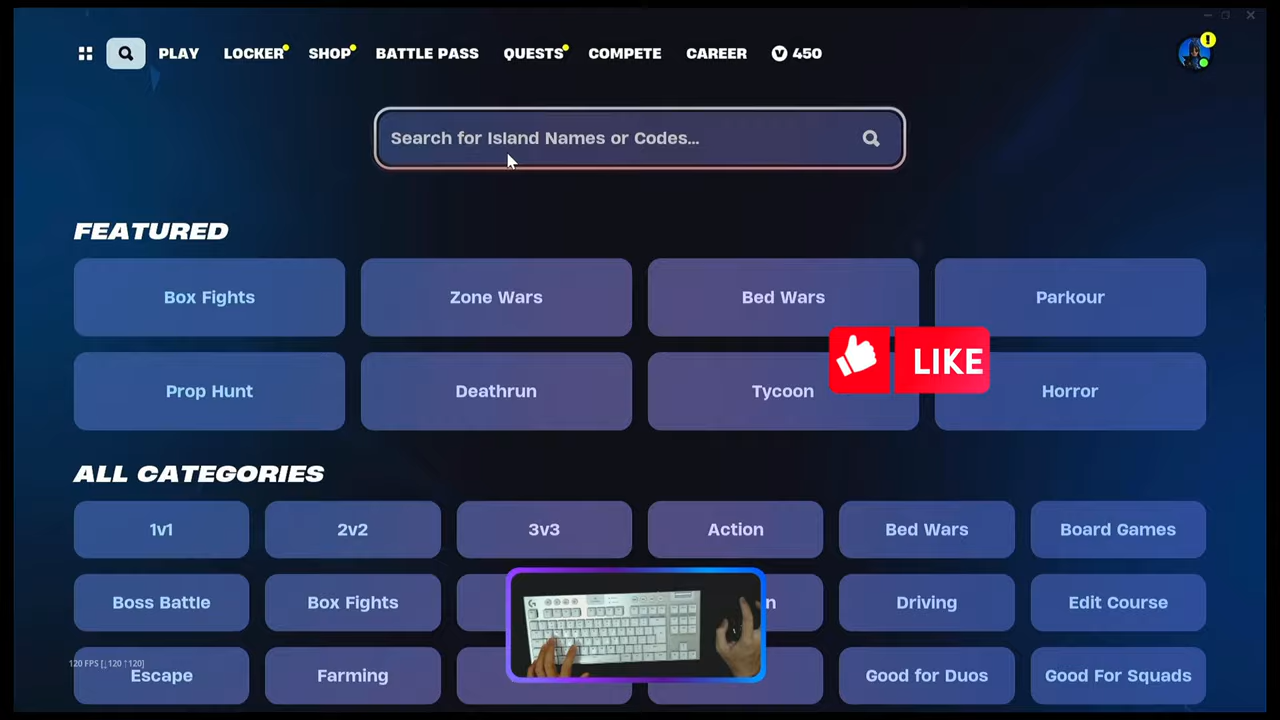 PLAY LOCKER SHOP BATTLE PASS QUESTS COMPETE CAREER V 450
Search for Island Names or Codes...
FEATURED
Box Fights Zone Wars Bed Wars Parkour
LIKE
Prop Hunt Deathrun Tycoon Horror
ALL CATEGORIES
1v1 2v2 3v3 Action Bed Wars Board Games
Boss Battle Box Fights Driving Edit Course
120 FPS [↓120 ↑120]
Escape Farming Good for Duos Good For Squads